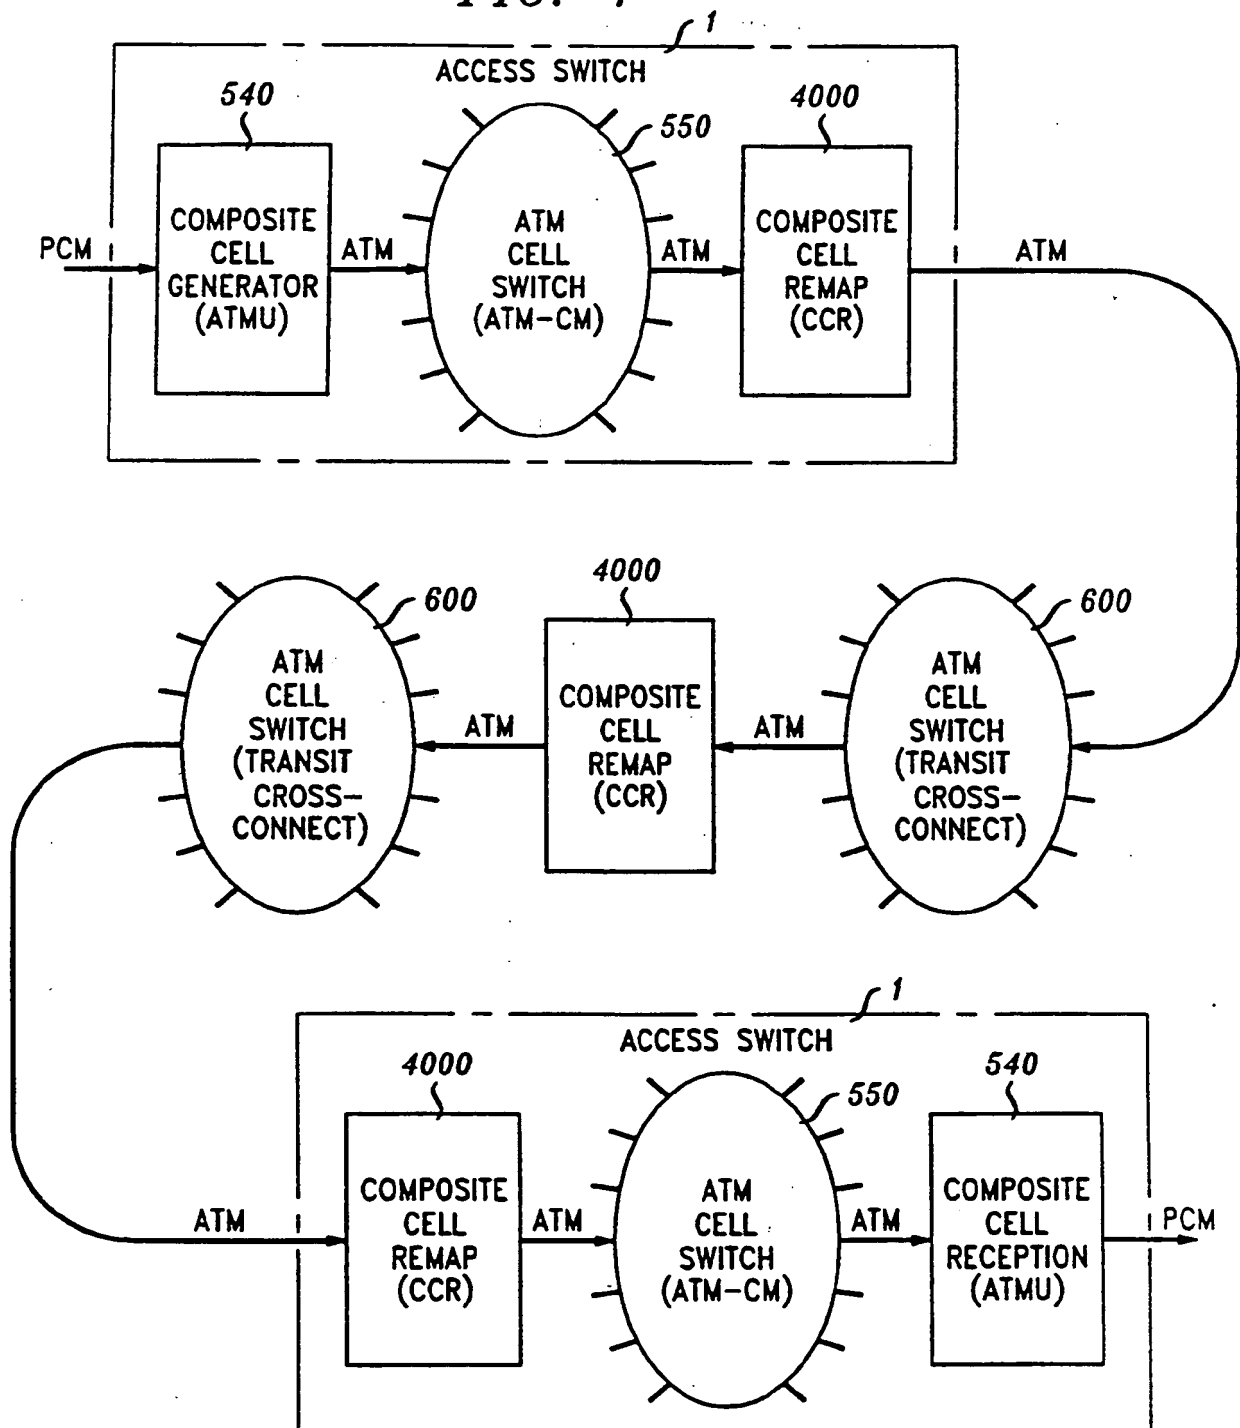 1
ACCESS SWITCH
540
550
4000
PCM
COMPOSITE
CELL
GENERATOR
(ATMU)
ATM
ATM
CELL
SWITCH
(ATM-CM)
ATM
COMPOSITE
CELL
REMAP
(CCR)
ATM
600
4000
600
ATM
CELL
SWITCH
(TRANSIT
CROSS-
CONNECT)
ATM
COMPOSITE
CELL
REMAP
(CCR)
ATM
ATM
CELL
SWITCH
(TRANSIT
CROSS-
CONNECT)
1
ACCESS SWITCH
4000
550
540
ATM
COMPOSITE
CELL
REMAP
(CCR)
ATM
ATM
CELL
SWITCH
(ATM-CM)
ATM
COMPOSITE
CELL
RECEPTION
(ATMU)
PCM